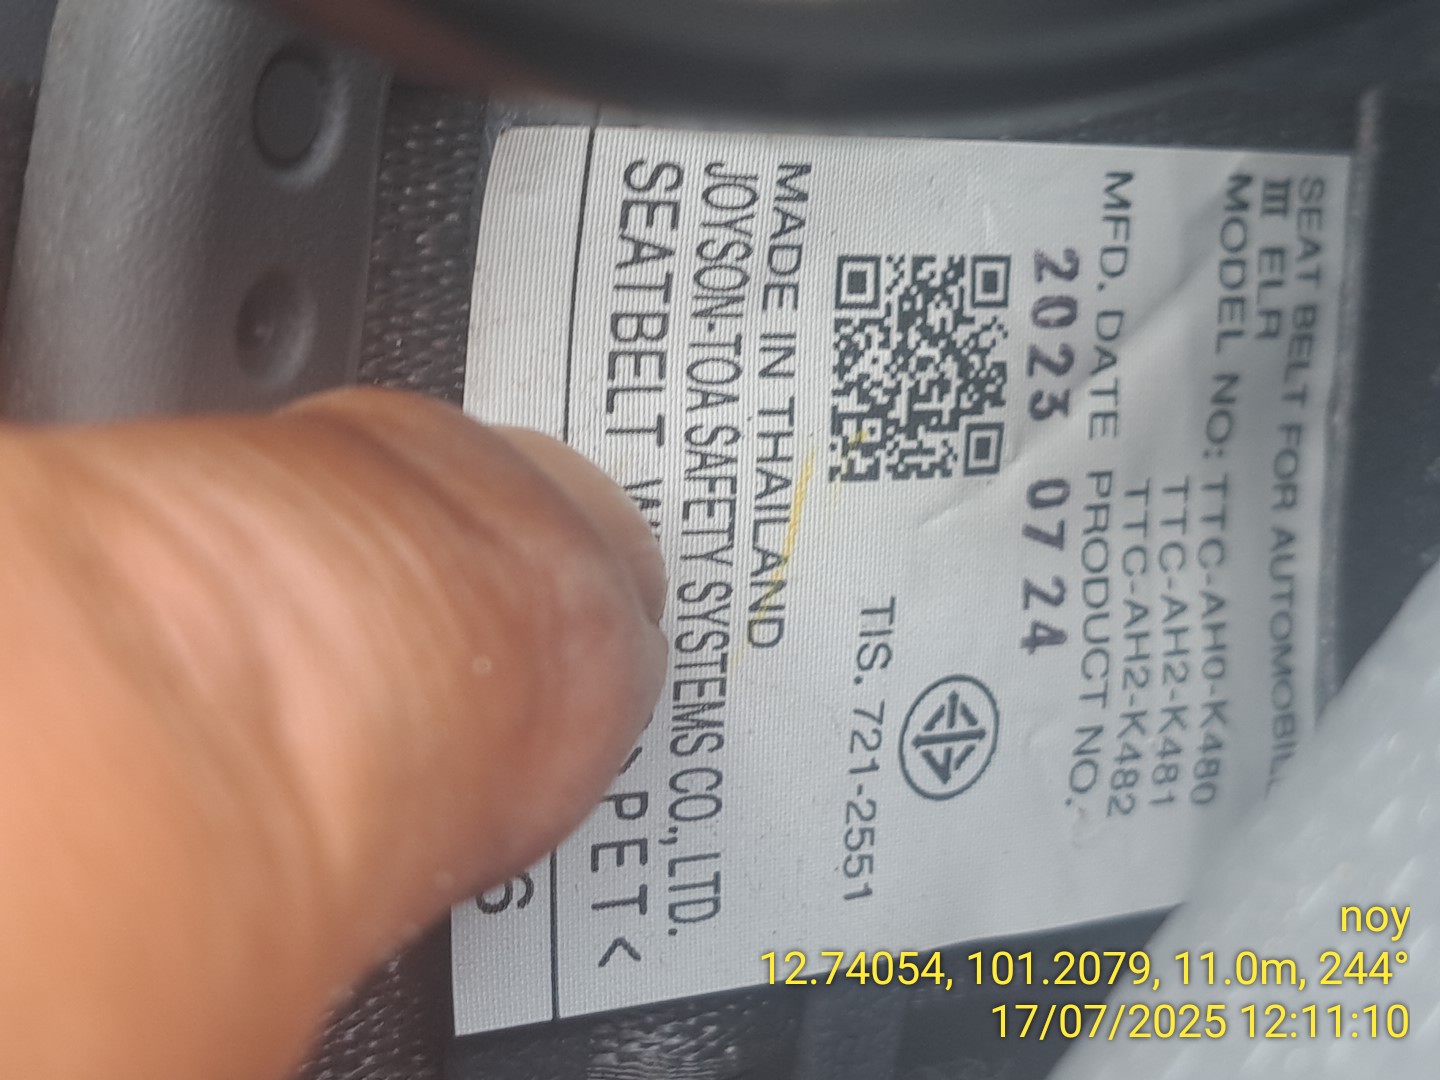 SEAT BELT FOR AUTOMOBIL
III ELR
MODEL NO: TTC-AH0-K480
TTC-AH2-K481
TTC-AH2-K482
MFD. DATE PRODUCT NO.
2023 07 24
TIS. 721-2551
MADE IN THAILAND
JOYSON-TOA SAFETY SYSTEMS CO., LTD.
SEATBELT PET<
6
noy
12.74054, 101.2079, 11.0m, 244°
17/07/2025 12:11:10